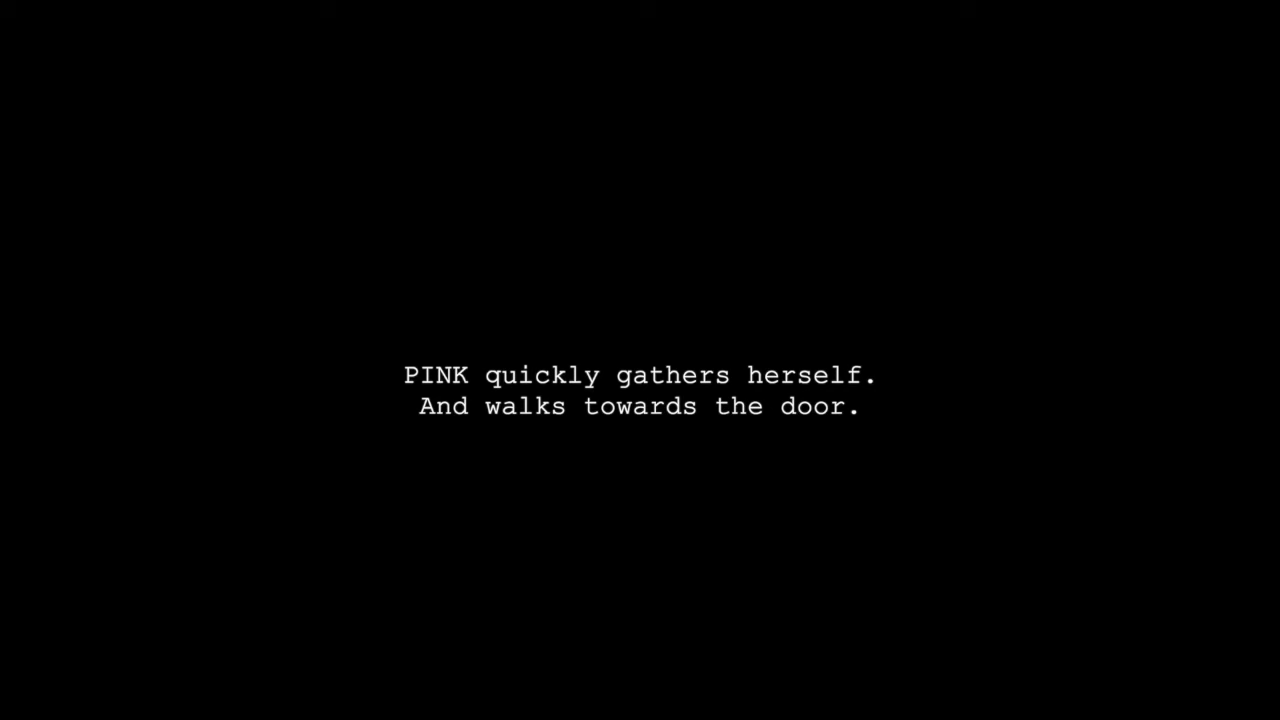 PINK quickly gathers herself.
And walks towards the door.